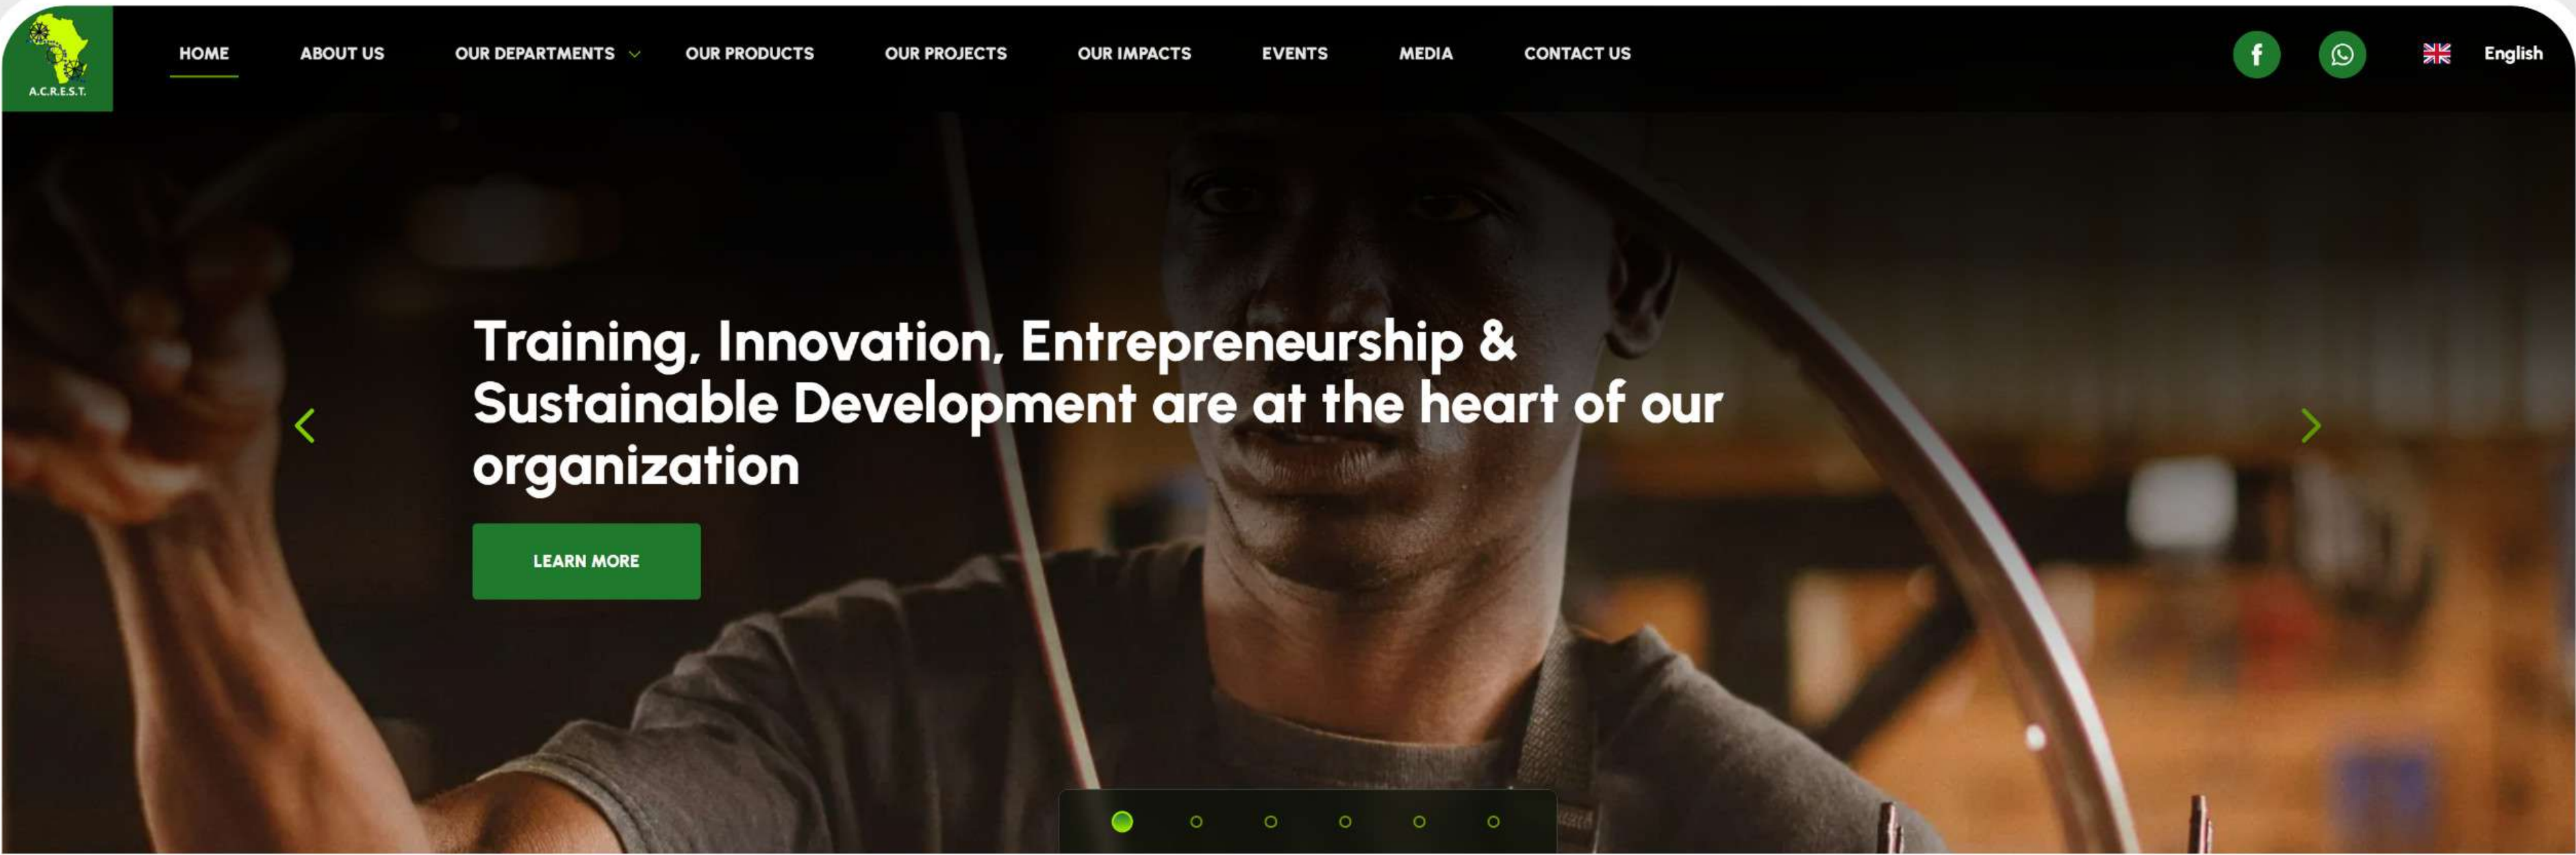 A.C.R.E.S.T.
HOME
ABOUT US
OUR DEPARTMENTS
OUR PRODUCTS
OUR PROJECTS
OUR IMPACTS
EVENTS
MEDIA
CONTACT US
English
Training, Innovation, Entrepreneurship &
Sustainable Development are at the heart of our
organization
LEARN MORE